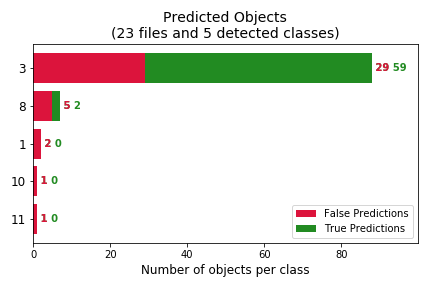 Predicted Objects
(23 files and 5 detected classes)
3 29 59
8 5 2
1 2 0
10 1 0
11 1 0
False Predictions
True Predictions
0 20 40 60 80
Number of objects per class